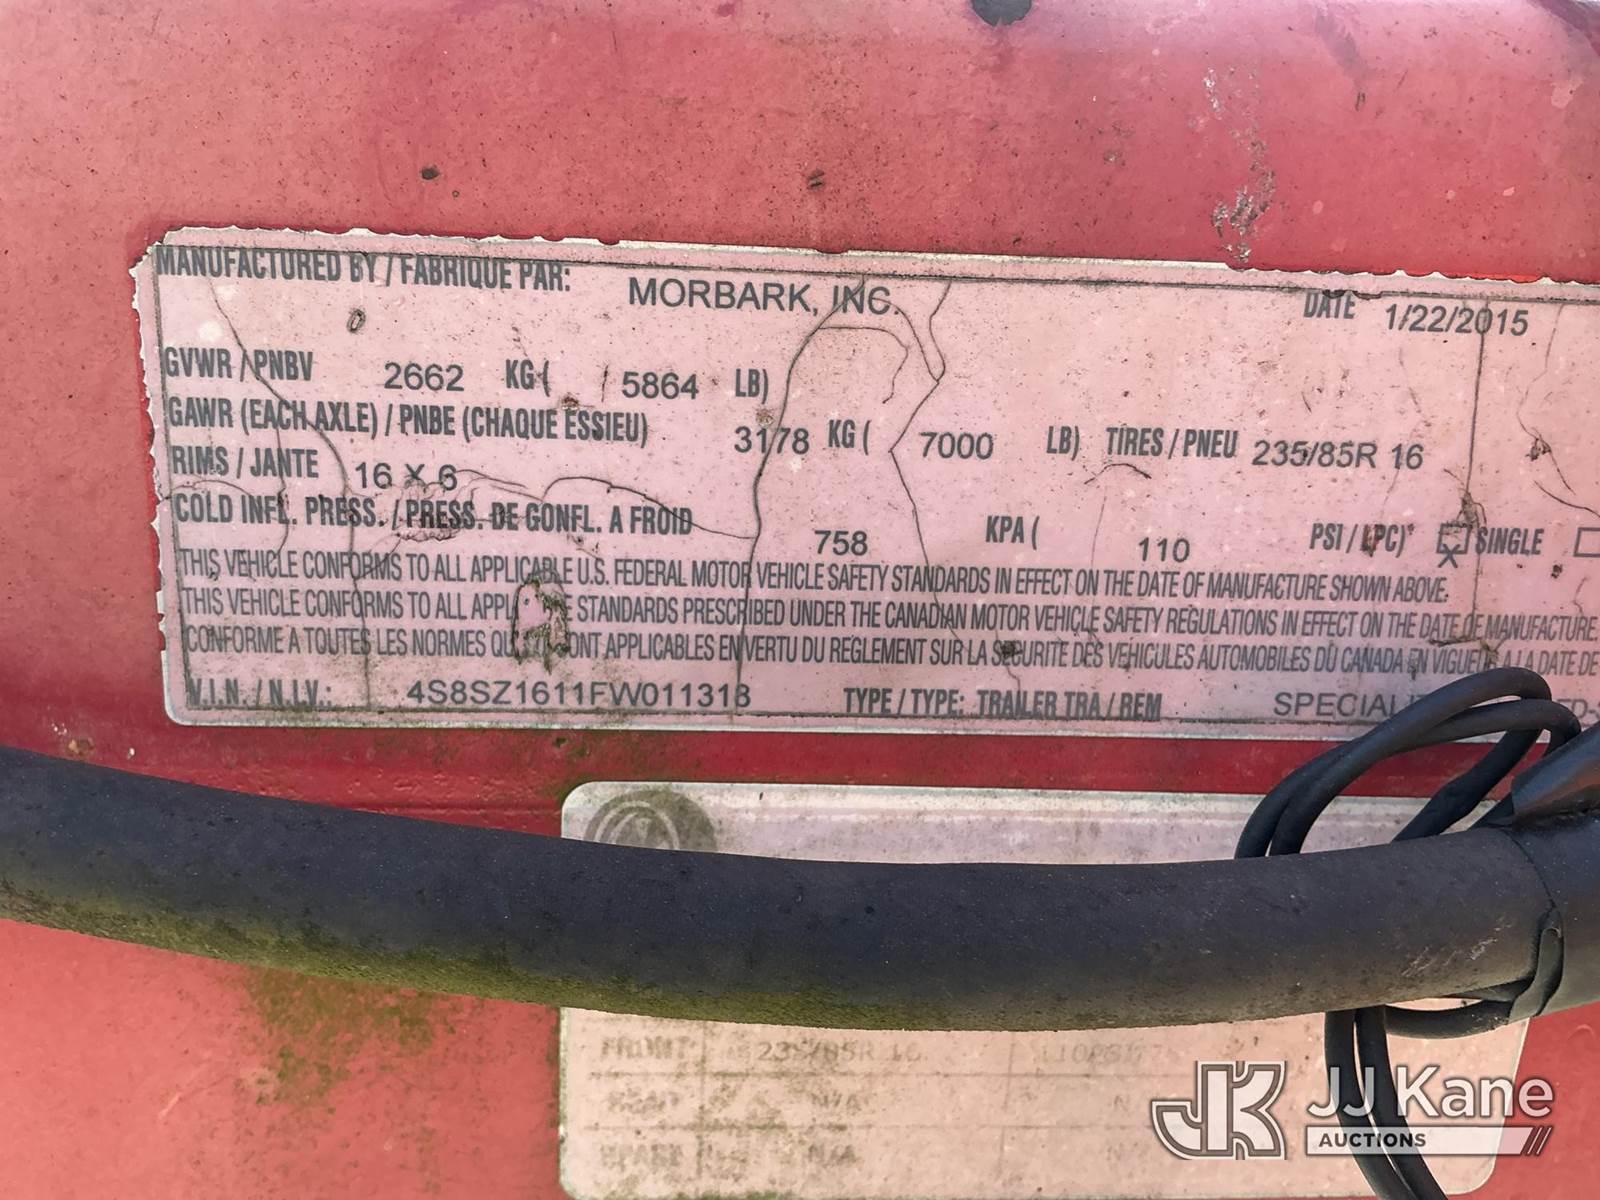 MANUFACTURED BY / FABRIQUE PAR: MORBARK, INC. DATE 1/22/2015
GVWR / PNBV 2662 KG ( 5864 LB)
GAWR (EACH AXLE) / PNBE (CHAQUE ESSIEU) 3178 KG ( 7000 LB) TIRES / PNEU 235/85R 16
RIMS / JANTE 16 X 6
COLD INFL. PRESS. / PRESS. DE GONFL. A FROID 758 KPA ( 110 PSI / LPC)* X SINGLE
THIS VEHICLE CONFORMS TO ALL APPLICABLE U.S. FEDERAL MOTOR VEHICLE SAFETY STANDARDS IN EFFECT ON THE DATE OF MANUFACTURE SHOWN ABOVE.
THIS VEHICLE CONFORMS TO ALL STANDARDS PRESCRIBED UNDER THE CANADIAN MOTOR VEHICLE SAFETY REGULATIONS IN EFFECT ON THE DATE OF MANUFACTURE.
CONFORME A TOUTES LES NORMES APPLICABLES EN VERTU DU REGLEMENT SUR LA SECURITE DES VEHICULES AUTOMOBILES DU CANADA EN VIGUEUR A LA DATE DE
V.I.N. / N.I.V.: 4S8SZ1611FW011318 TYPE / TYPE: TRAILER TRA / REM
FRONT 235/85R 16
N/A
SPARE N/A
JK JJ Kane
AUCTIONS